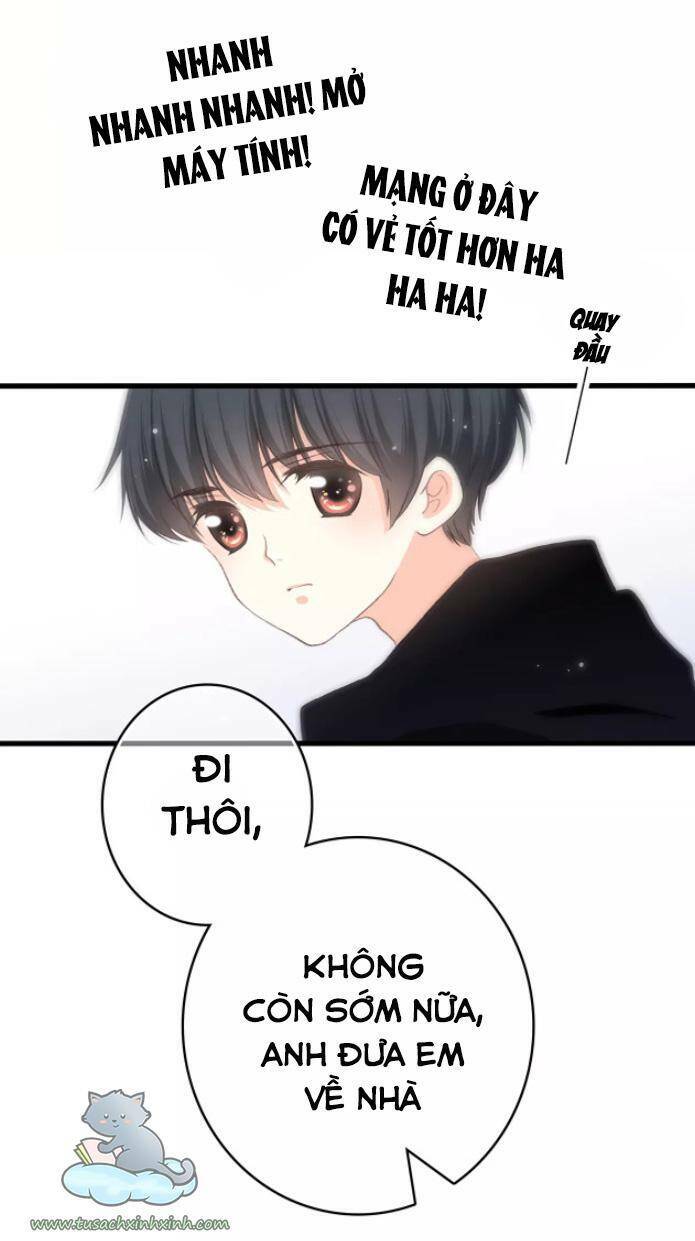 NHANH
NHANH NHANH! MỞ
MÁY TÍNH!
MẠNG Ở ĐÂY
CÓ VẺ TỐT HƠN HA
HA HA!
QUAY
ĐẦU
ĐI
THÔI,
KHÔNG
CÒN SỚM NỮA,
ANH ĐƯA EM
VỀ NHÀ
www.tusachxinhxinh.com